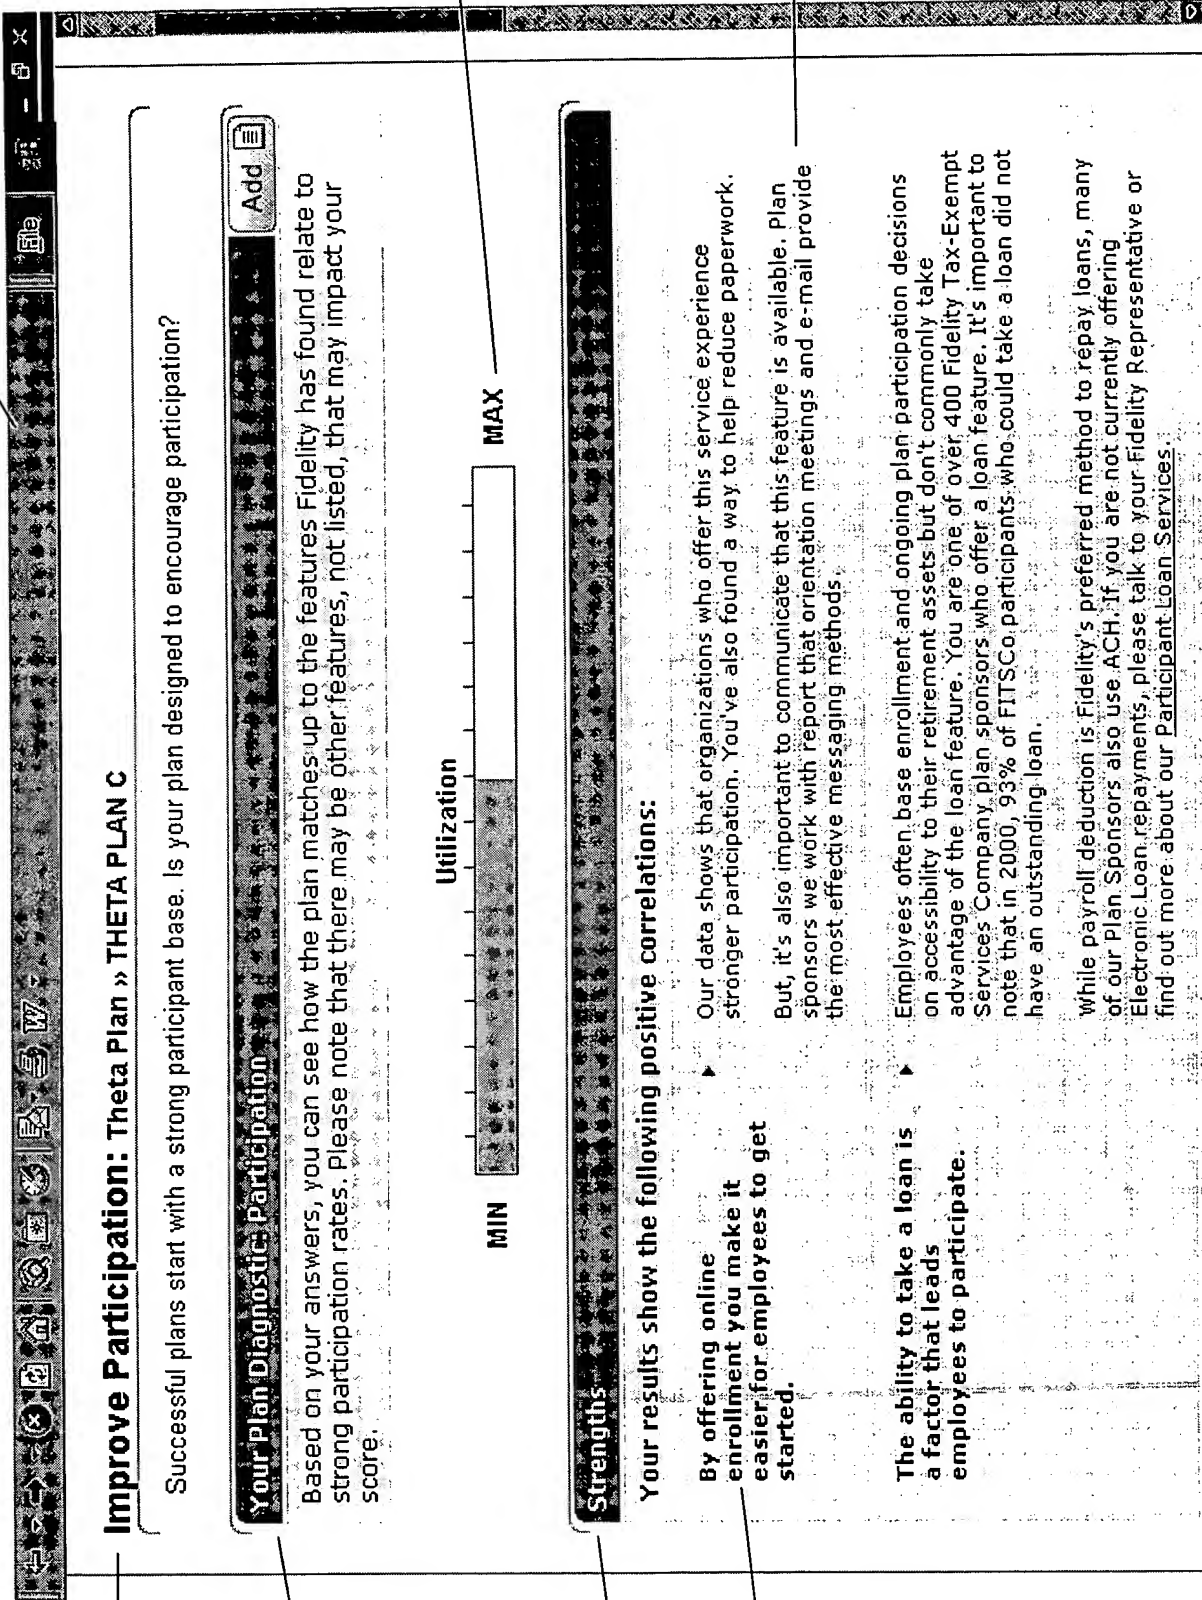 File
Improve Participation: Theta Plan » THETA PLAN C
Successful plans start with a strong participant base. Is your plan designed to encourage participation?
Your Plan Diagnostic: Participation
Add
Based on your answers, you can see how the plan matches up to the features Fidelity has found relate to
strong participation rates. Please note that there may be other features, not listed, that may impact your
score.
Utilization
MIN
MAX
Strengths
Your results show the following positive correlations:
By offering online
enrollment you make it
easier for employees to get
started.
Our data shows that organizations who offer this service experience
stronger participation. You've also found a way to help reduce paperwork.
But, it's also important to communicate that this feature is available. Plan
sponsors we work with report that orientation meetings and e-mail provide
the most effective messaging methods.
The ability to take a loan is
a factor that leads
employees to participate.
Employees often base enrollment and ongoing plan participation decisions
on accessibility to their retirement assets but don't commonly take
advantage of the loan feature. You are one of over 400 Fidelity Tax-Exempt
Services Company plan sponsors who offer a loan feature. It's important to
note that in 2000, 93% of FITSCo participants who could take a loan did not
have an outstanding loan.
While payroll deduction is Fidelity's preferred method to repay loans, many
of our Plan Sponsors also use ACH. If you are not currently offering
Electronic Loan repayments, please talk to your Fidelity Representative or
find out more about our Participant Loan Services.